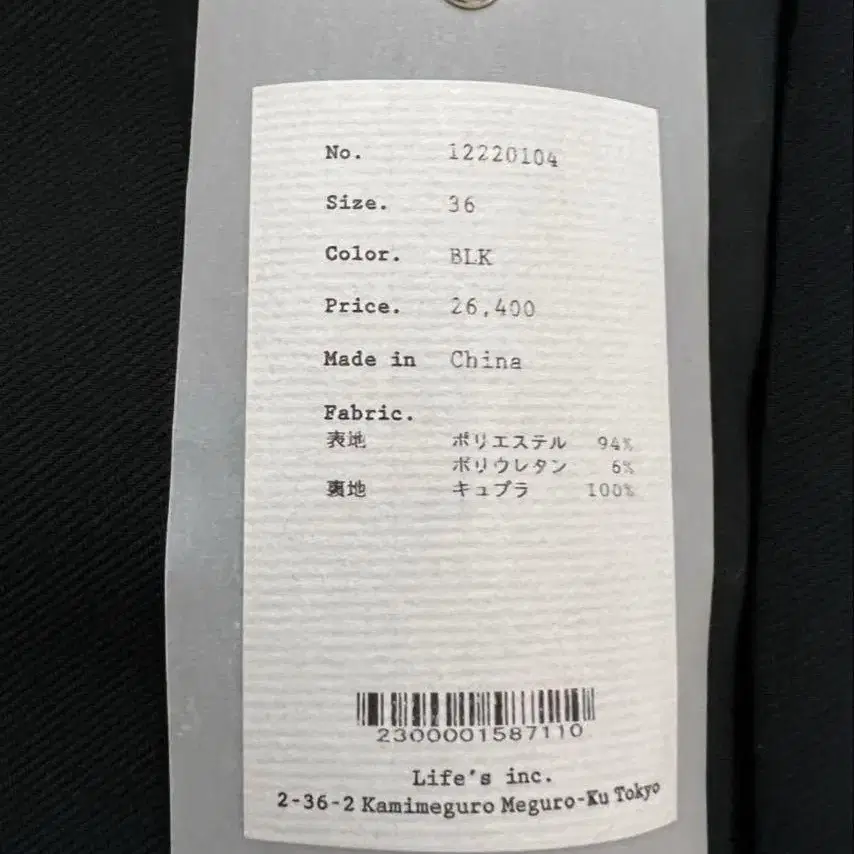 No. 12220104
Size. 36
Color. BLK
Price. 26,400
Made in China
Fabric.
表地 ポリエステル 94%
ポリウレタン 6%
裏地 キュプラ 100%
2300001587110
Life's inc.
2-36-2 Kamimeguro Meguro-Ku Tokyo